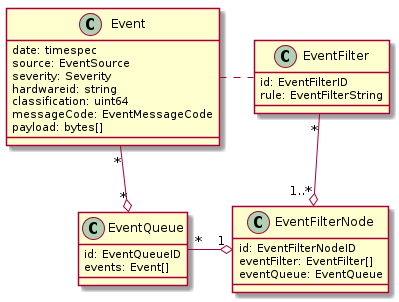 C Event
date: timespec
source: EventSource
severity: Severity
hardwareid: string
classification: uint64
messageCode: EventMessageCode
payload: bytes[]
C EventFilter
id: EventFilterID
rule: EventFilterString
*
*
*
1..*
C EventQueue
id: EventQueueID
events: Event[]
* 1
C EventFilterNode
id: EventFilterNodeID
eventFilter: EventFilter[]
eventQueue: EventQueue